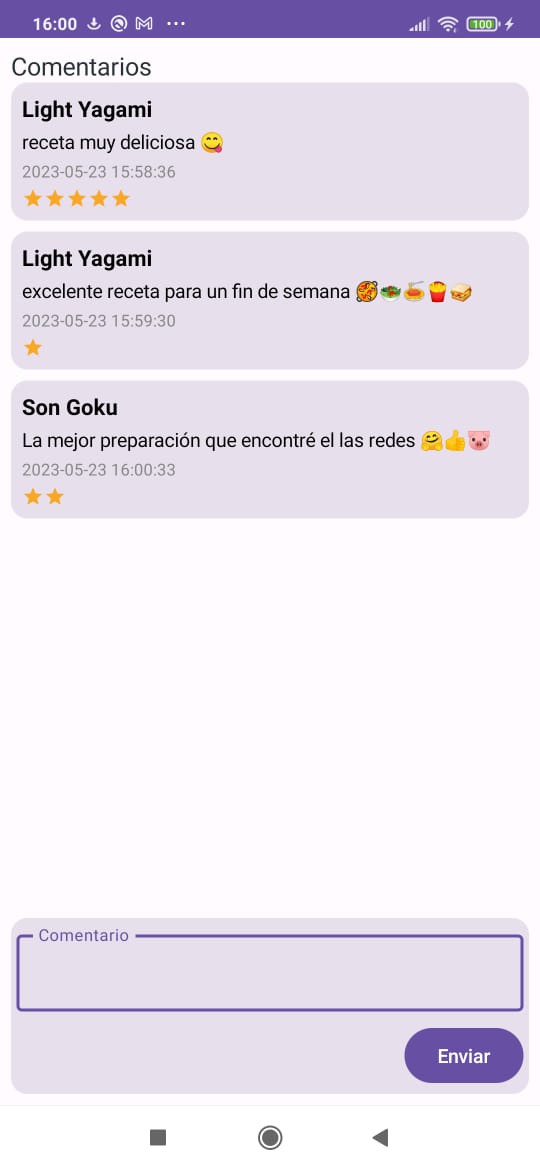 16:00
100
Comentarios
Light Yagami
receta muy deliciosa 😋
2023-05-23 15:58:36
Light Yagami
excelente receta para un fin de semana 🥘🥗🍝🍟🥪
2023-05-23 15:59:30
Son Goku
La mejor preparación que encontré el las redes 🤗👍🐷
2023-05-23 16:00:33
Comentario
Enviar